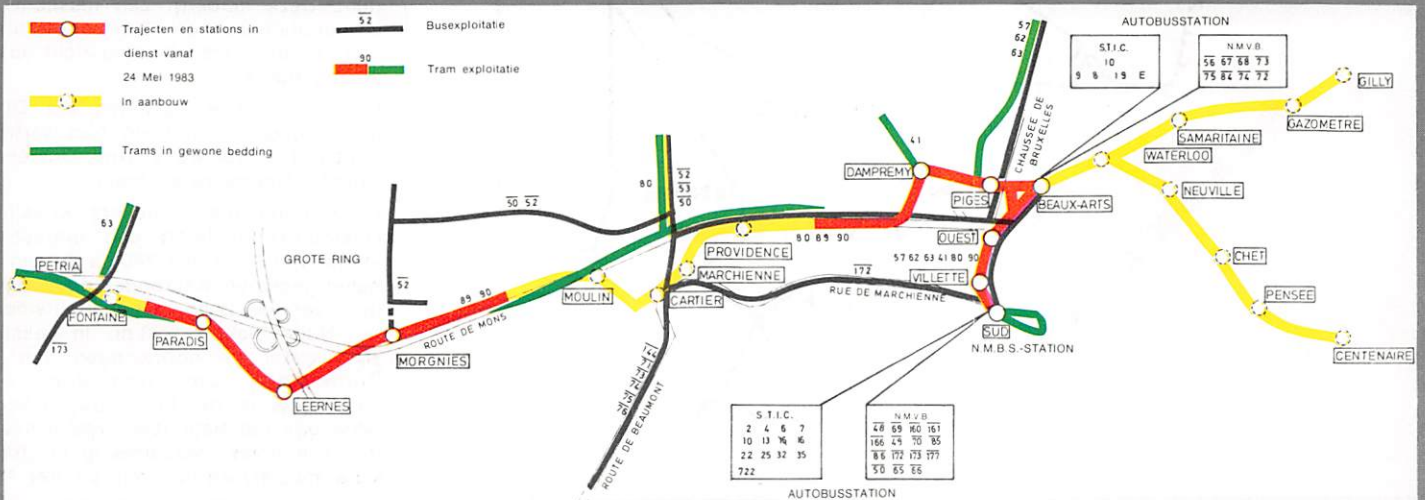 Trajecten en stations in
dienst vanaf
24 Mei 1983
In aanbouw
Trams in gewone bedding
52
Busexploitatie
90
Tram exploitatie
AUTOBUSSTATION
S.T.I.C.
10
9 8 19 E
N.M.V.B.
56 67 68 73
75 84 74 72
57
62
63
CHAUSSEE DE
BRUXELLES
GILLY
GAZOMETRE
SAMARITAINE
WATERLOO
NEUVILLE
CHET
PENSEE
CENTENAIRE
41
DAMPREMY
PIGES
BEAUX-ARTS
OUEST
57 62 63 41 80 90
VILLETTE
SUD
N.M.B.S.-STATION
80
52
53
50
50 52
80 89 90
PROVIDENCE
MARCHIENNE
CARTIER
172
RUE DE MARCHIENNE
MOULIN
63
PETRIA
GROTE RING
52
89 90
FONTAINE
PARADIS
173
LEERNES
MORGNIES
ROUTE DE MONS
ROUTE DE BEAUMONT
S.T.I.C.
2 4 6 7
10 13 16
22 25 32 35
722
N.M.V.B.
48 69 160 161
166 49 70 85
86 172 173 177
50 65 66
AUTOBUSSTATION